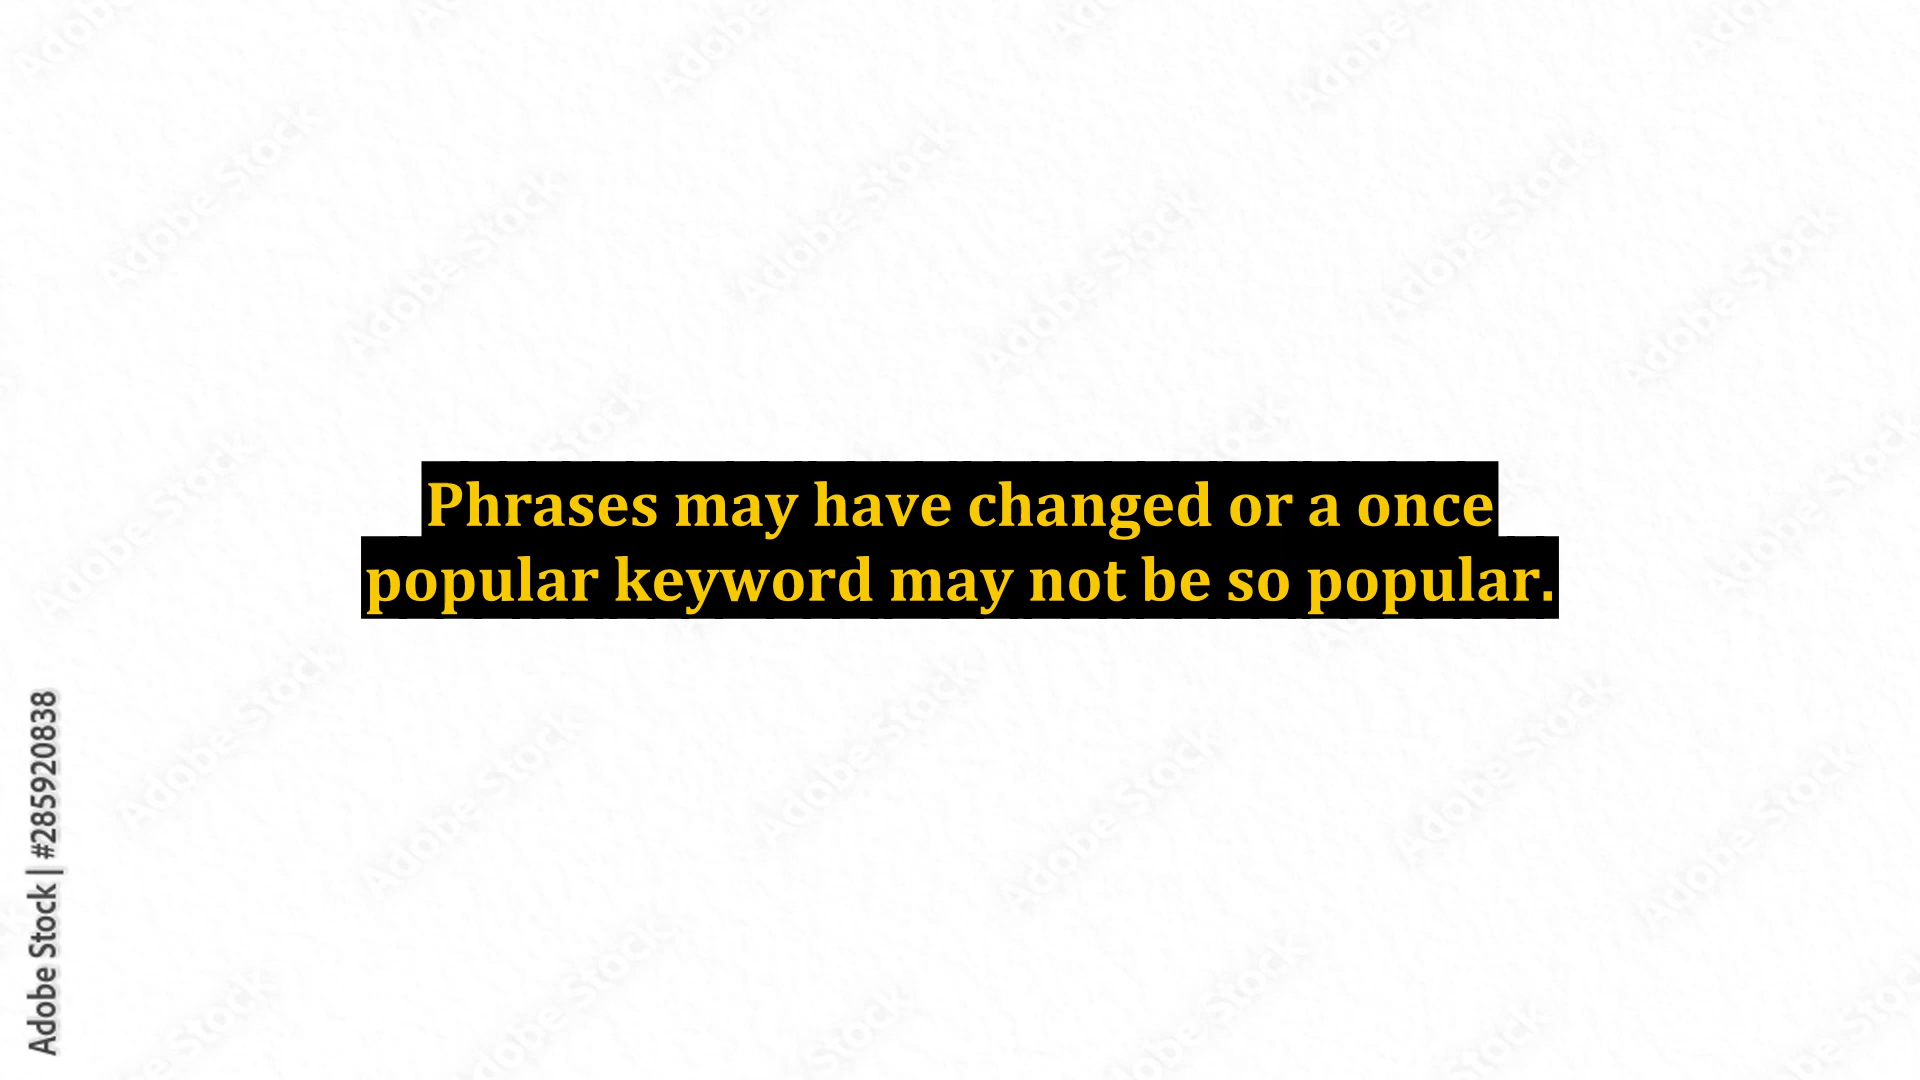 Phrases may have changed or a once
popular keyword may not be so popular.
Adobe Stock | #285920838